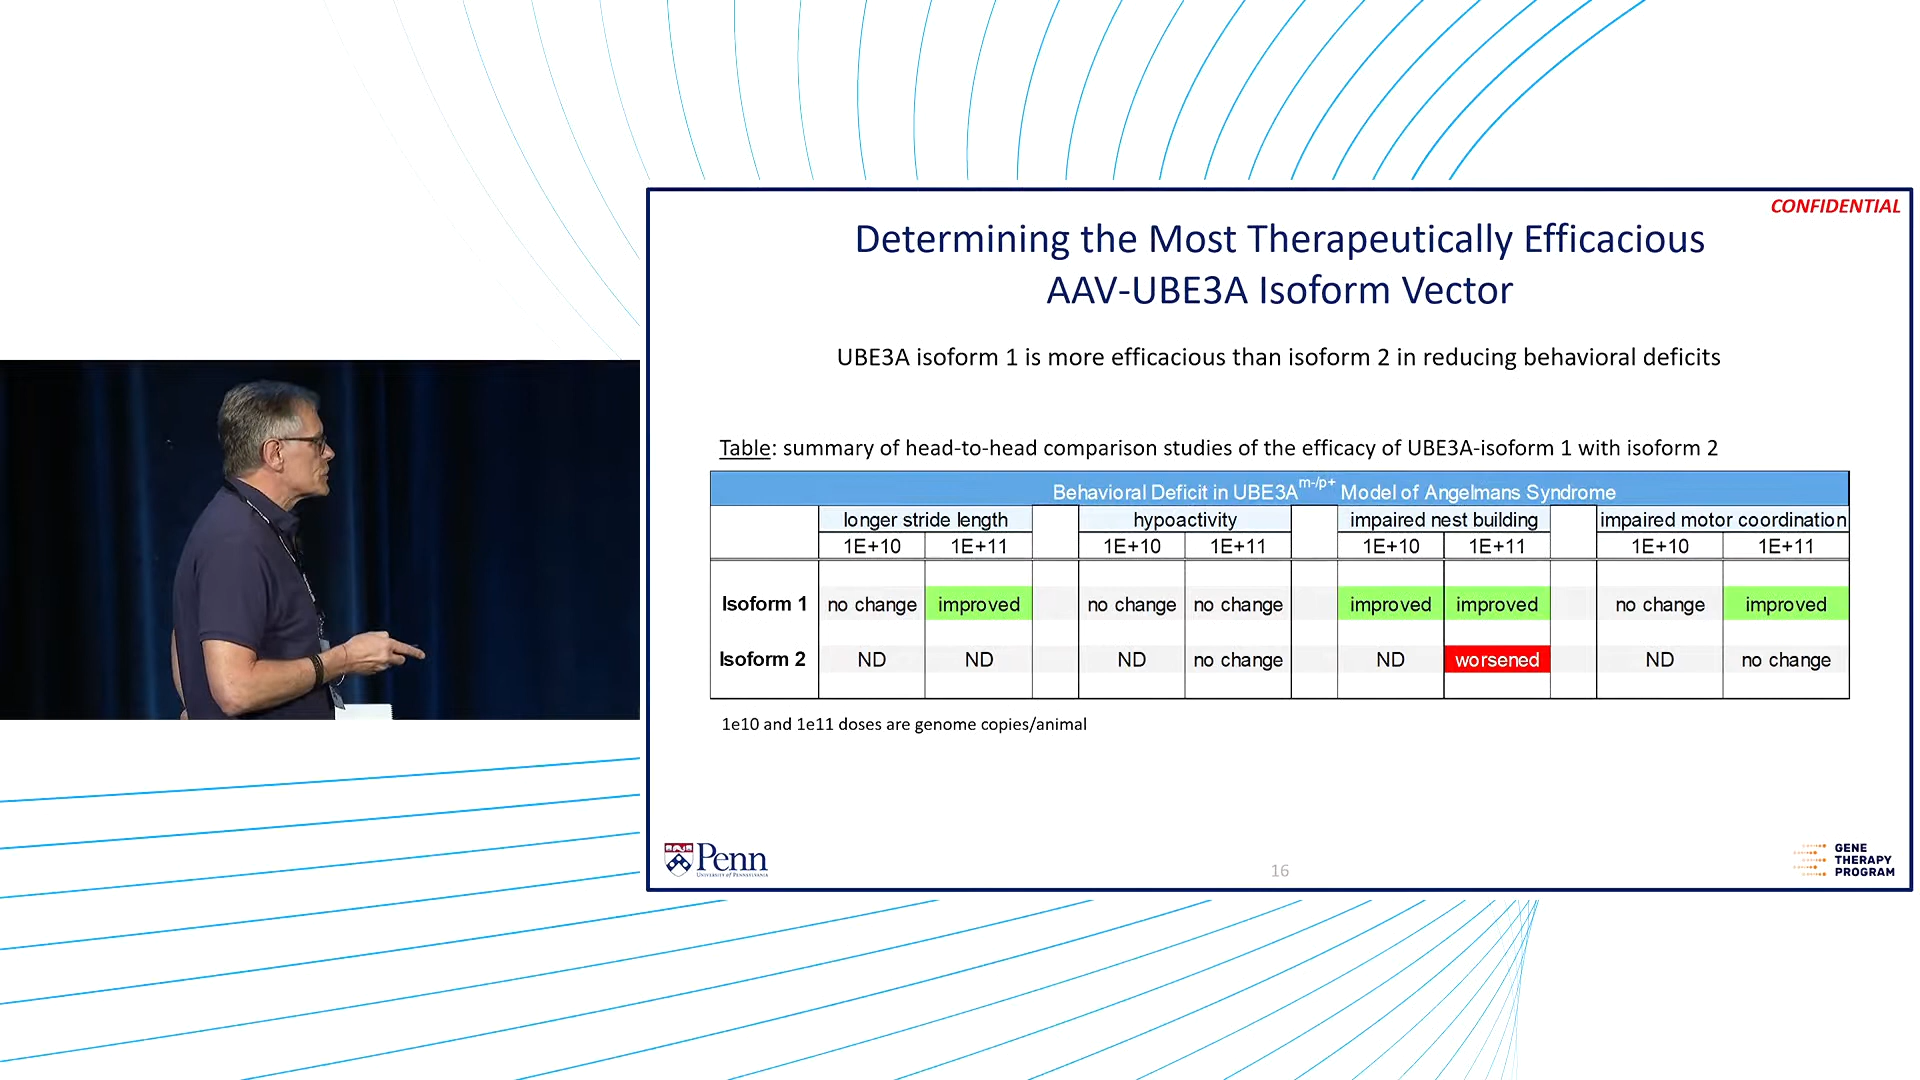 CONFIDENTIAL
Determining the Most Therapeutically Efficacious
AAV-UBE3A Isoform Vector
UBE3A isoform 1 is more efficacious than isoform 2 in reducing behavioral deficits
Table: summary of head-to-head comparison studies of the efficacy of UBE3A-isoform 1 with isoform 2
Behavioral Deficit in UBE3A^m-/p+ Model of Angelmans Syndrome
longer stride length hypoactivity impaired nest building impaired motor coordination
1E+10 1E+11 1E+10 1E+11 1E+10 1E+11 1E+10 1E+11
Isoform 1 no change improved no change no change improved improved no change improved
Isoform 2 ND ND ND no change ND worsened ND no change
1e10 and 1e11 doses are genome copies/animal
Penn
UNIVERSITY of PENNSYLVANIA
16
GENE
THERAPY
PROGRAM